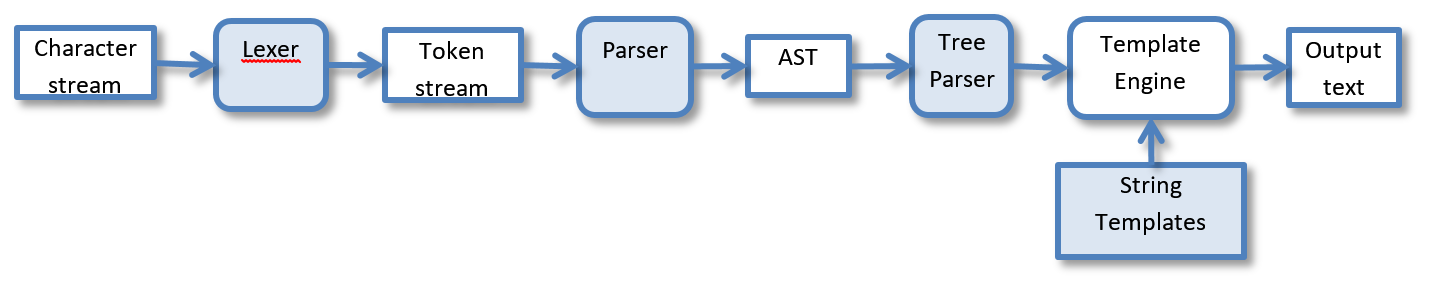 Character
stream
Lexer
Token
stream
Parser
AST
Tree
Parser
Template
Engine
Output
text
String
Templates